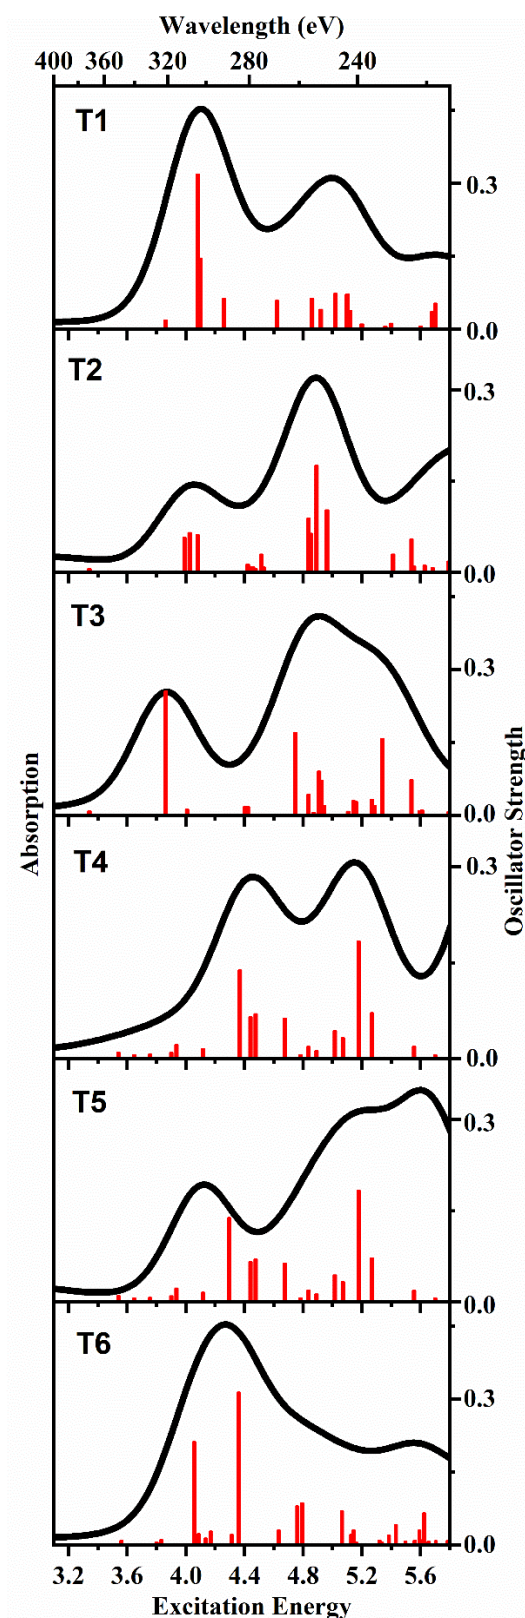 Wavelength (eV)
400 360 320 280 240
T1
0.3
0.0
T2
0.3
0.0
T3
0.3
0.0
Absorption
Oscillator Strength
T4
0.3
0.0
T5
0.3
0.0
T6
0.3
0.0
3.2 3.6 4.0 4.4 4.8 5.2 5.6
Excitation Energy